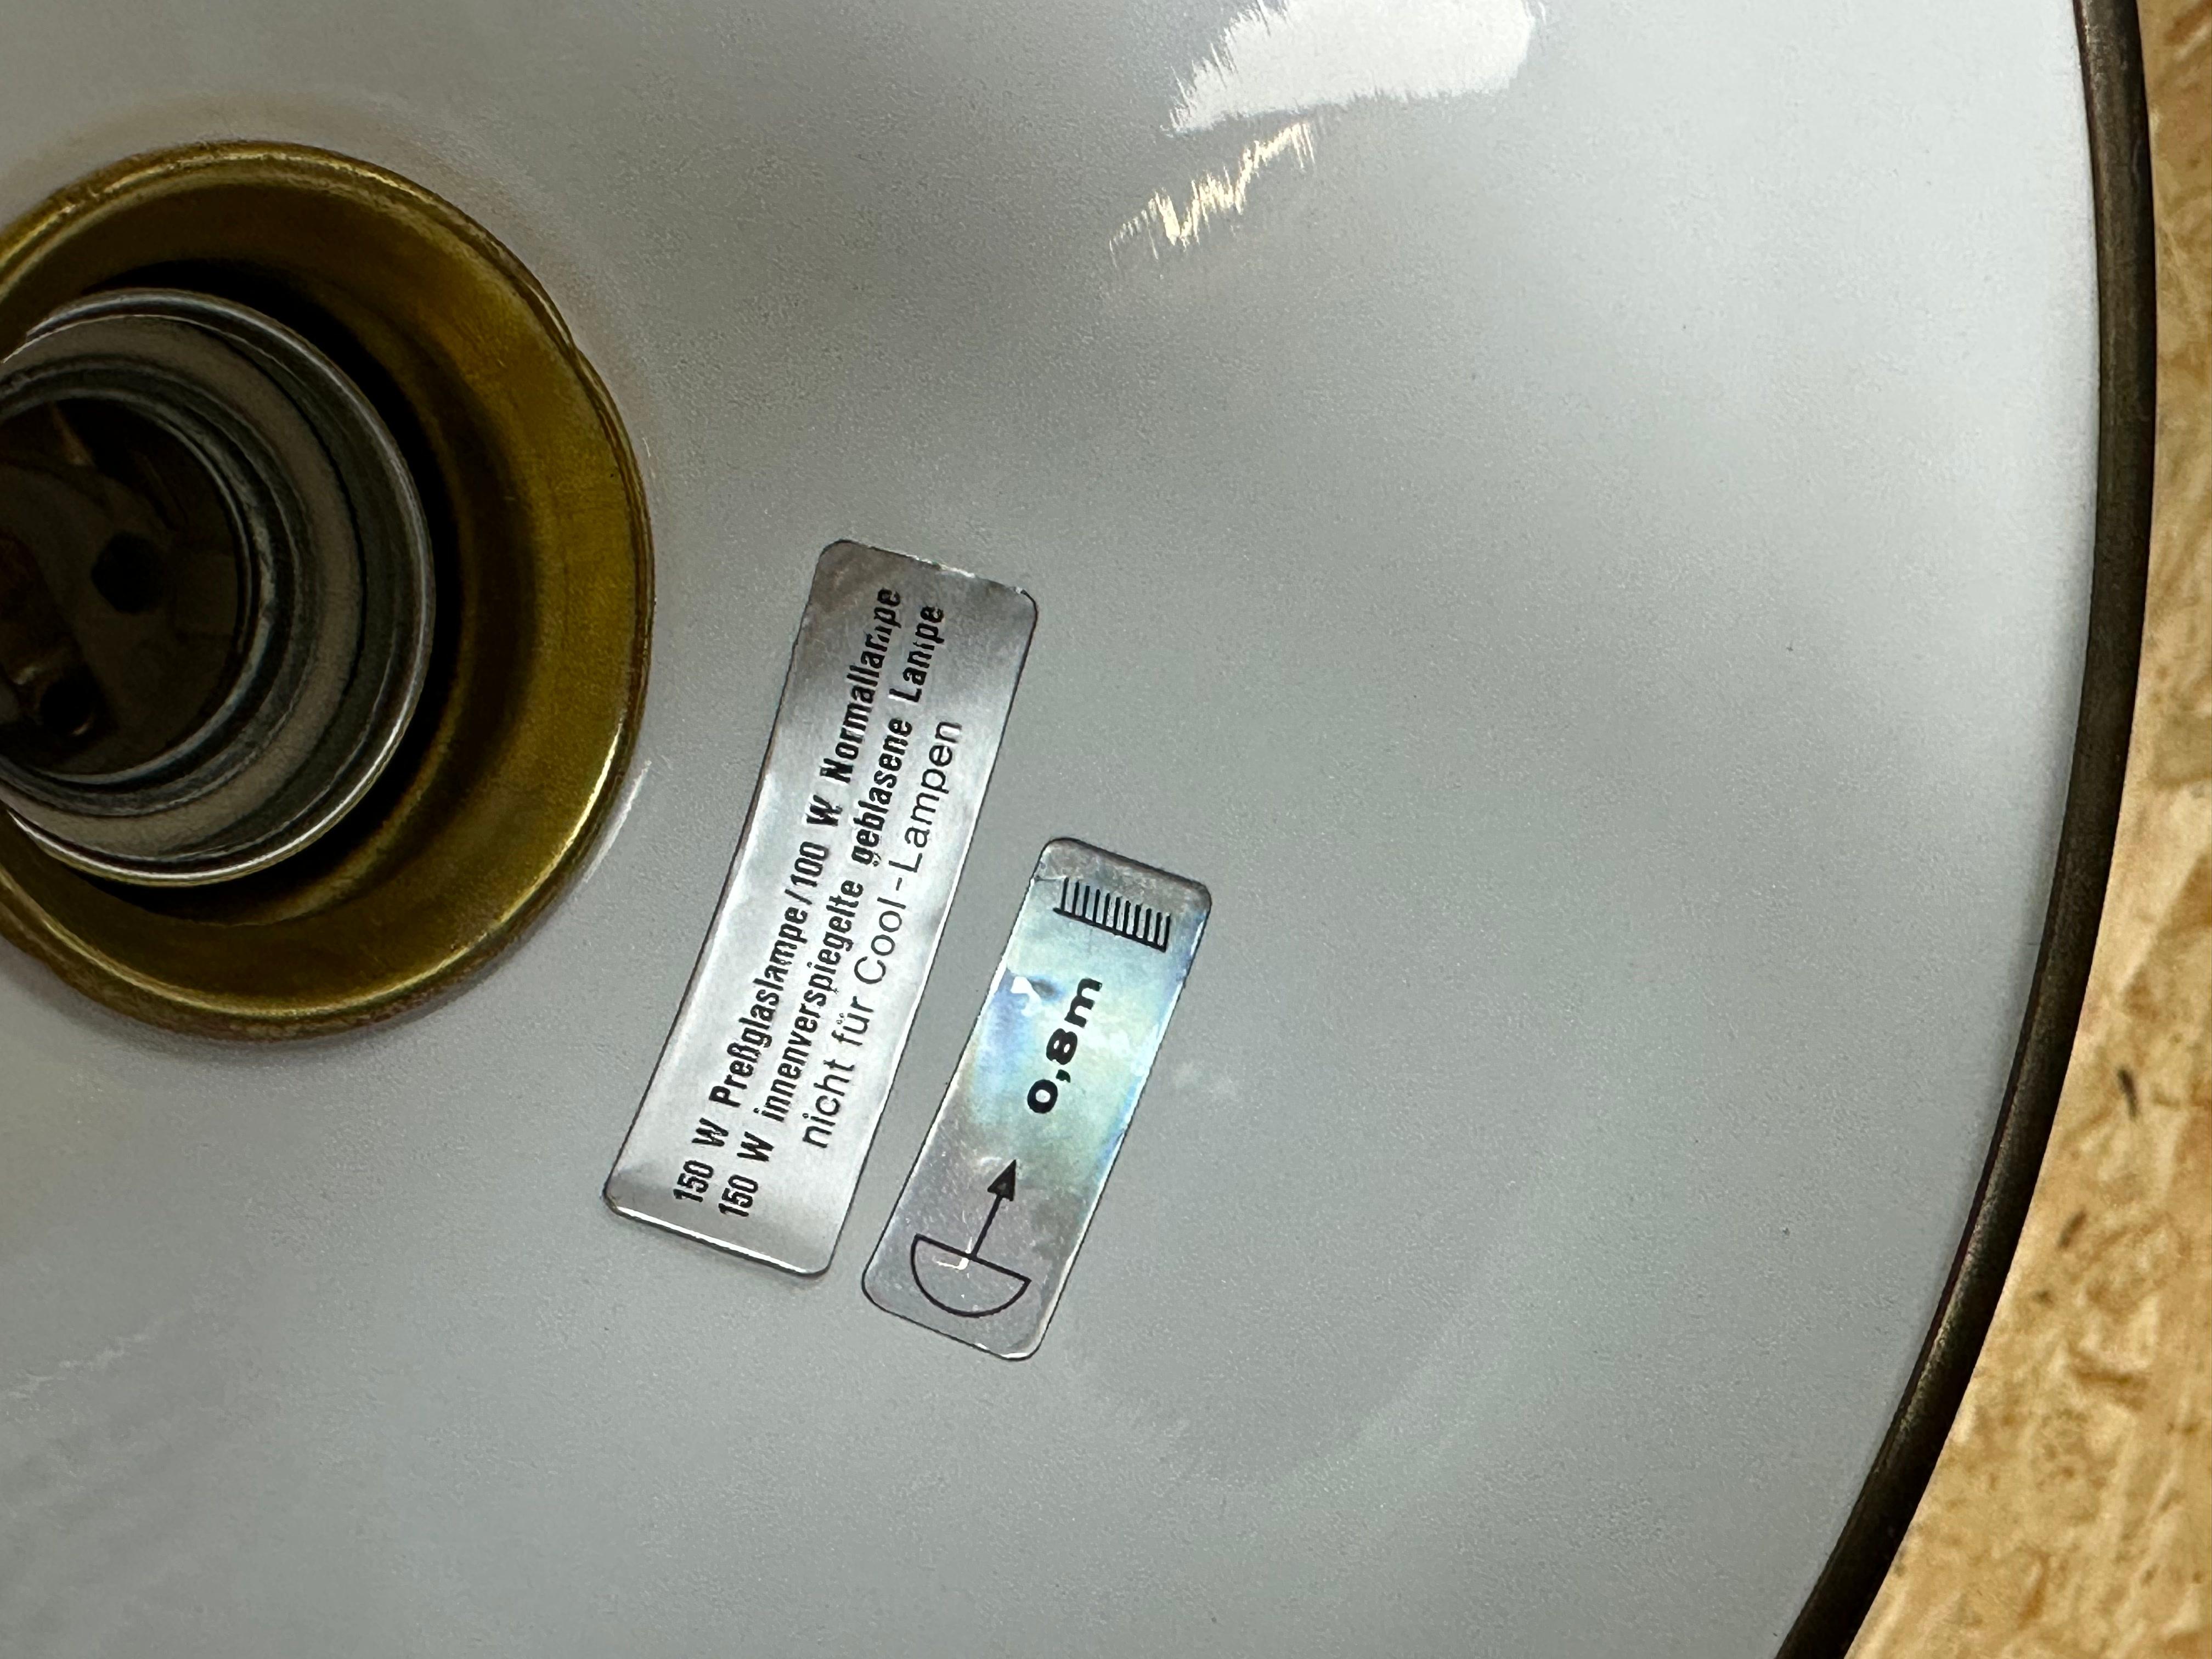 150 W Preßglaslampe/100 W Normallampe
150 W innenverspiegelte geblasene Lampe
nicht für Cool-Lampen
0,8m